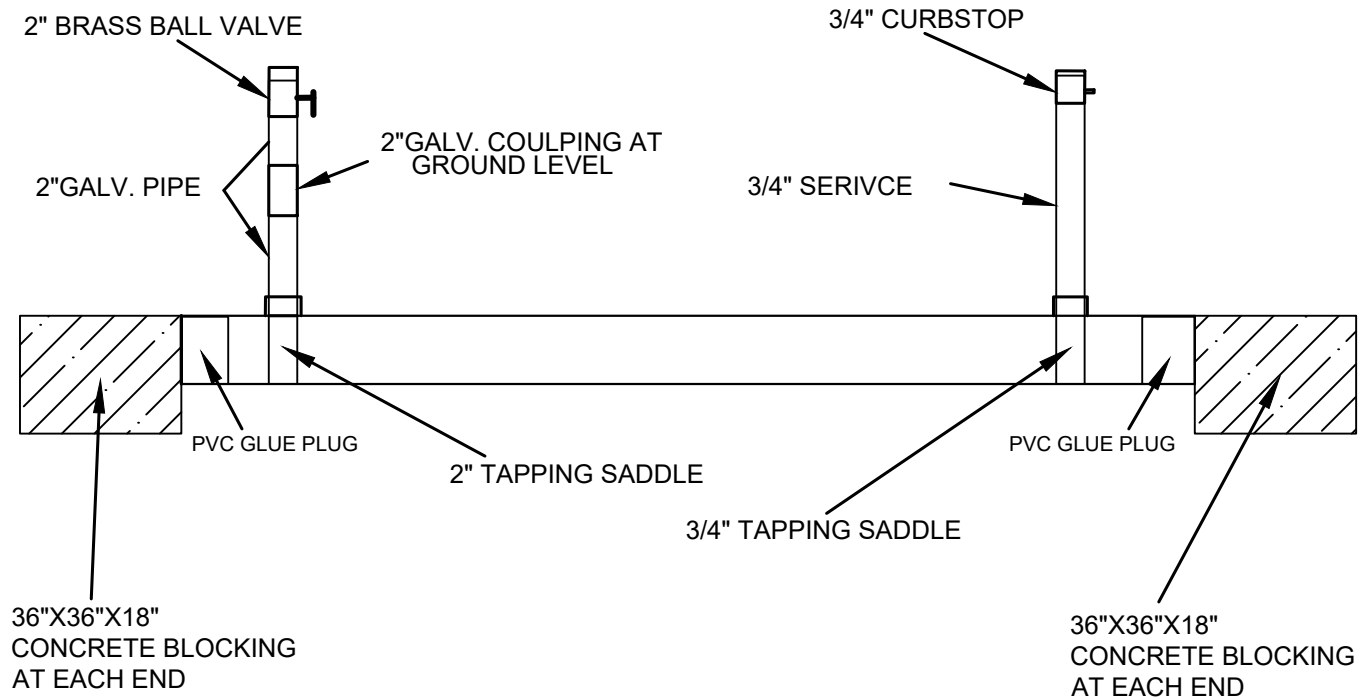 2" BRASS BALL VALVE
3/4" CURBSTOP
2"GALV. COULPING AT
GROUND LEVEL
2"GALV. PIPE
3/4" SERIVCE
PVC GLUE PLUG
PVC GLUE PLUG
2" TAPPING SADDLE
3/4" TAPPING SADDLE
36"X36"X18"
CONCRETE BLOCKING
AT EACH END
36"X36"X18"
CONCRETE BLOCKING
AT EACH END